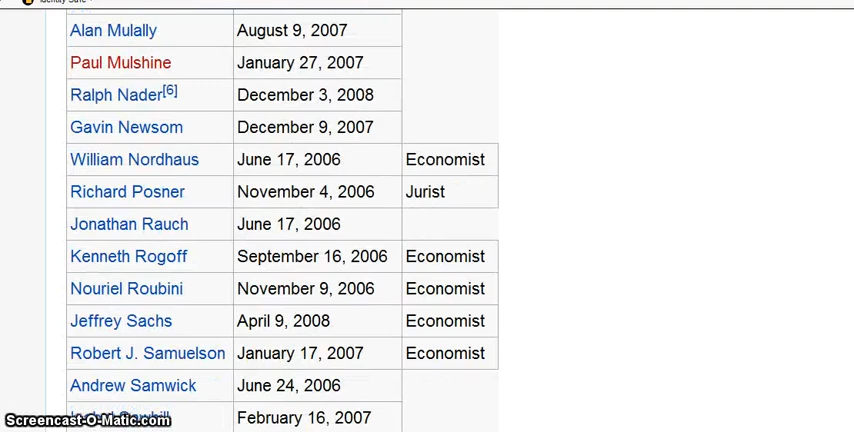 Alan Mulally August 9, 2007
Paul Mulshine January 27, 2007
Ralph Nader[6] December 3, 2008
Gavin Newsom December 9, 2007
William Nordhaus June 17, 2006 Economist
Richard Posner November 4, 2006 Jurist
Jonathan Rauch June 17, 2006
Kenneth Rogoff September 16, 2006 Economist
Nouriel Roubini November 9, 2006 Economist
Jeffrey Sachs April 9, 2008 Economist
Robert J. Samuelson January 17, 2007 Economist
Andrew Samwick June 24, 2006
February 16, 2007
Screencast-O-Matic.com